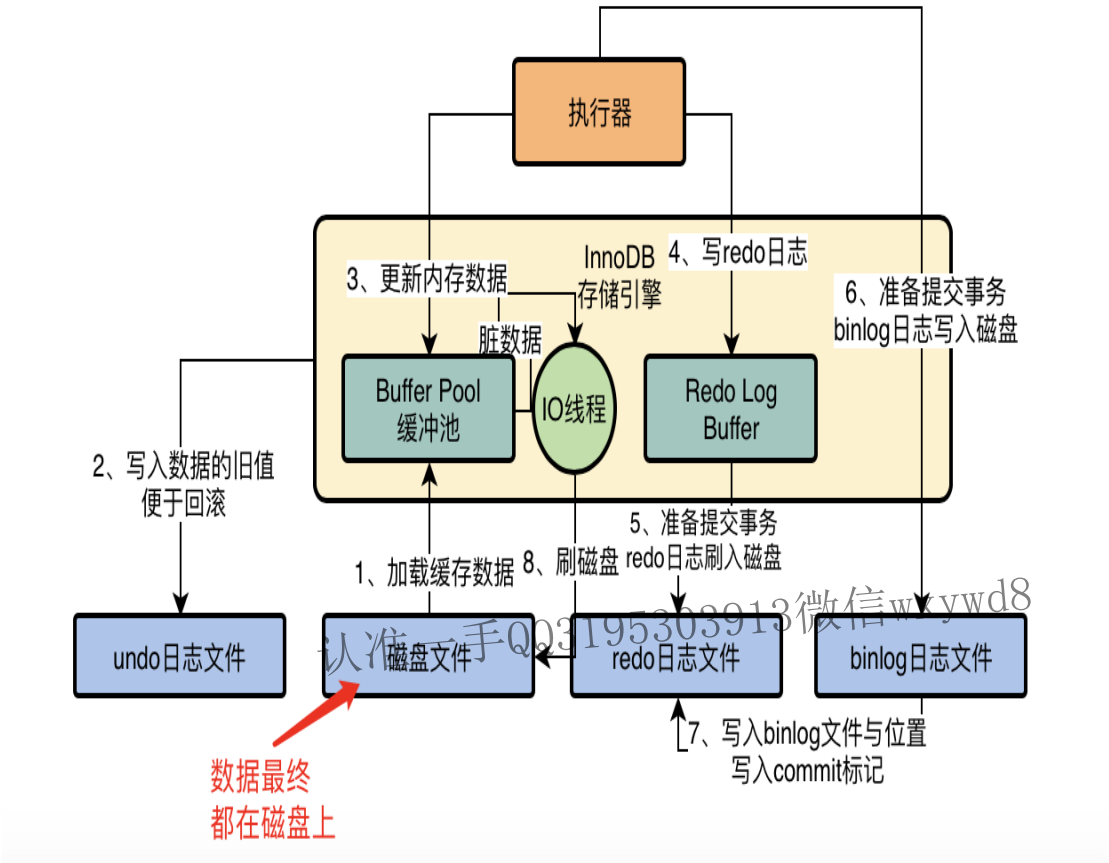 执行器
InnoDB
存储引擎
4、写redo日志
3、更新内存数据
6、准备提交事务
binlog日志写入磁盘
脏数据
Buffer Pool
缓冲池
IO线程
Redo Log
Buffer
2、写入数据的旧值
便于回滚
5、准备提交事务
redo日志刷入磁盘
1、加载缓存数据
8、刷磁盘
认准一手QQ3195303913微信wxywd8
undo日志文件
磁盘文件
redo日志文件
binlog日志文件
7、写入binlog文件与位置
写入commit标记
数据最终
都在磁盘上